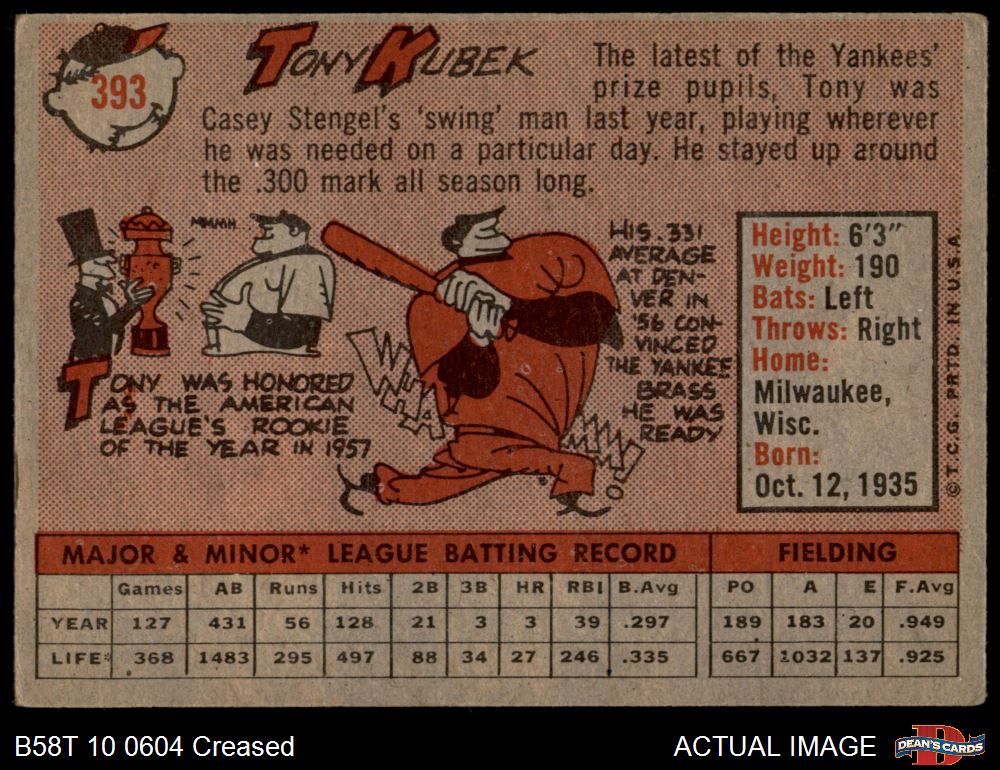 393
TONY KUBEK
The latest of the Yankees'
prize pupils, Tony was
Casey Stengel's 'swing' man last year, playing wherever
he was needed on a particular day. He stayed up around
the .300 mark all season long.
TONY WAS HONORED
AS THE AMERICAN
LEAGUE'S ROOKIE
OF THE YEAR IN 1957
HIS .331
AVERAGE
AT DEN-
VER IN
'56 CON-
VINCED
THE YANKEE
BRASS
HE WAS
READY
Height: 6'3"
Weight: 190
Bats: Left
Throws: Right
Home:
Milwaukee,
Wisc.
Born:
Oct. 12, 1935
© T.C.G. PRTD. IN U.S.A.
MAJOR & MINOR* LEAGUE BATTING RECORD FIELDING
Games AB Runs Hits 2B 3B HR RBI B.Avg PO A E F.Avg
YEAR 127 431 56 128 21 3 3 39 .297 189 183 20 .949
LIFE* 368 1483 295 497 88 34 27 246 .335 667 1032 137 .925
B58T 10 0604 Creased
ACTUAL IMAGE
DEAN'S CARDS